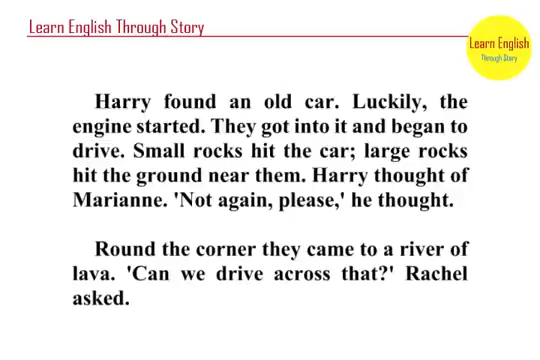 Learn English Through Story
Learn English
Through Story
Harry found an old car. Luckily, the
engine started. They got into it and began to
drive. Small rocks hit the car; large rocks
hit the ground near them. Harry thought of
Marianne. 'Not again, please,' he thought.
Round the corner they came to a river of
lava. 'Can we drive across that?' Rachel
asked.